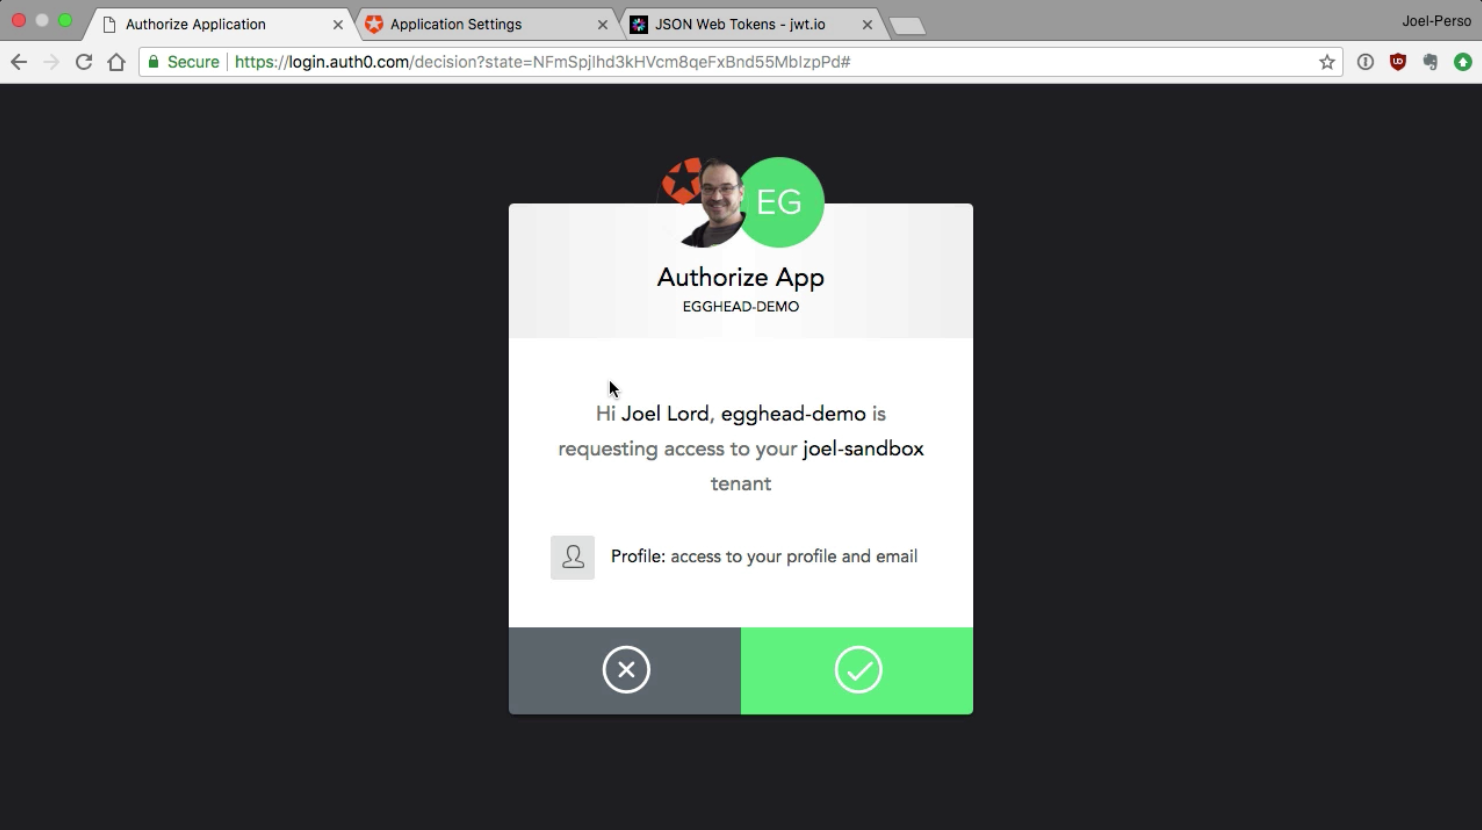 Authorize Application
Application Settings
JSON Web Tokens - jwt.io
Joel-Perso
Secure
https://login.auth0.com/decision?state=NFmSpjlhd3kHVcm8qeFxBnd55MbIzpPd#
EG
Authorize App
EGGHEAD-DEMO
Hi Joel Lord, egghead-demo is
requesting access to your joel-sandbox
tenant
Profile: access to your profile and email